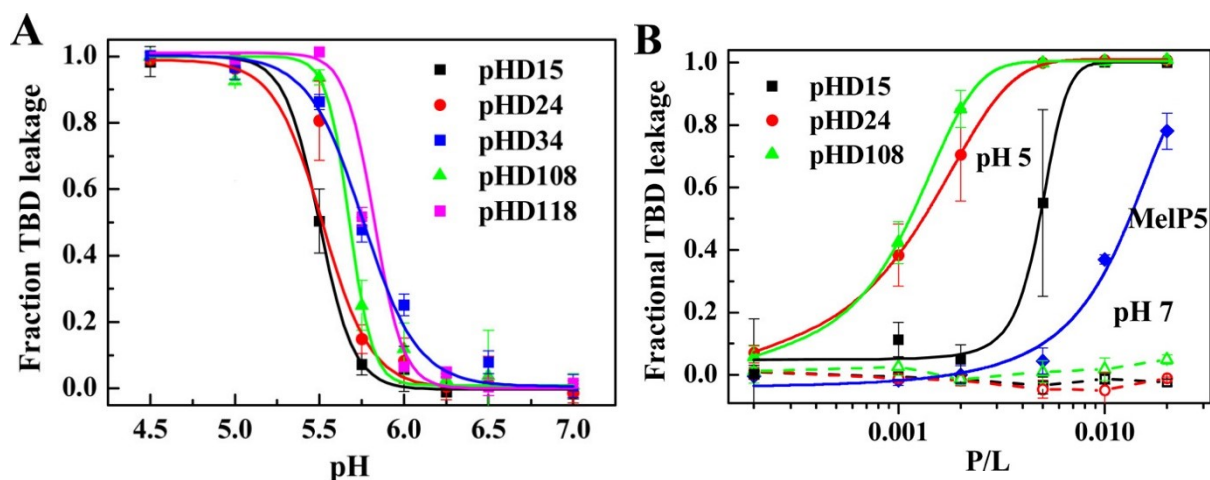 A
Fraction TBD leakage
1.0
0.8
0.6
0.4
0.2
0.0
pHD15
pHD24
pHD34
pHD108
pHD118
4.5 5.0 5.5 6.0 6.5 7.0
pH
B
Fractional TBD leakage
1.0
0.8
0.6
0.4
0.2
0.0
pHD15
pHD24
pHD108
pH 5
MelP5
pH 7
0.001 0.010
P/L